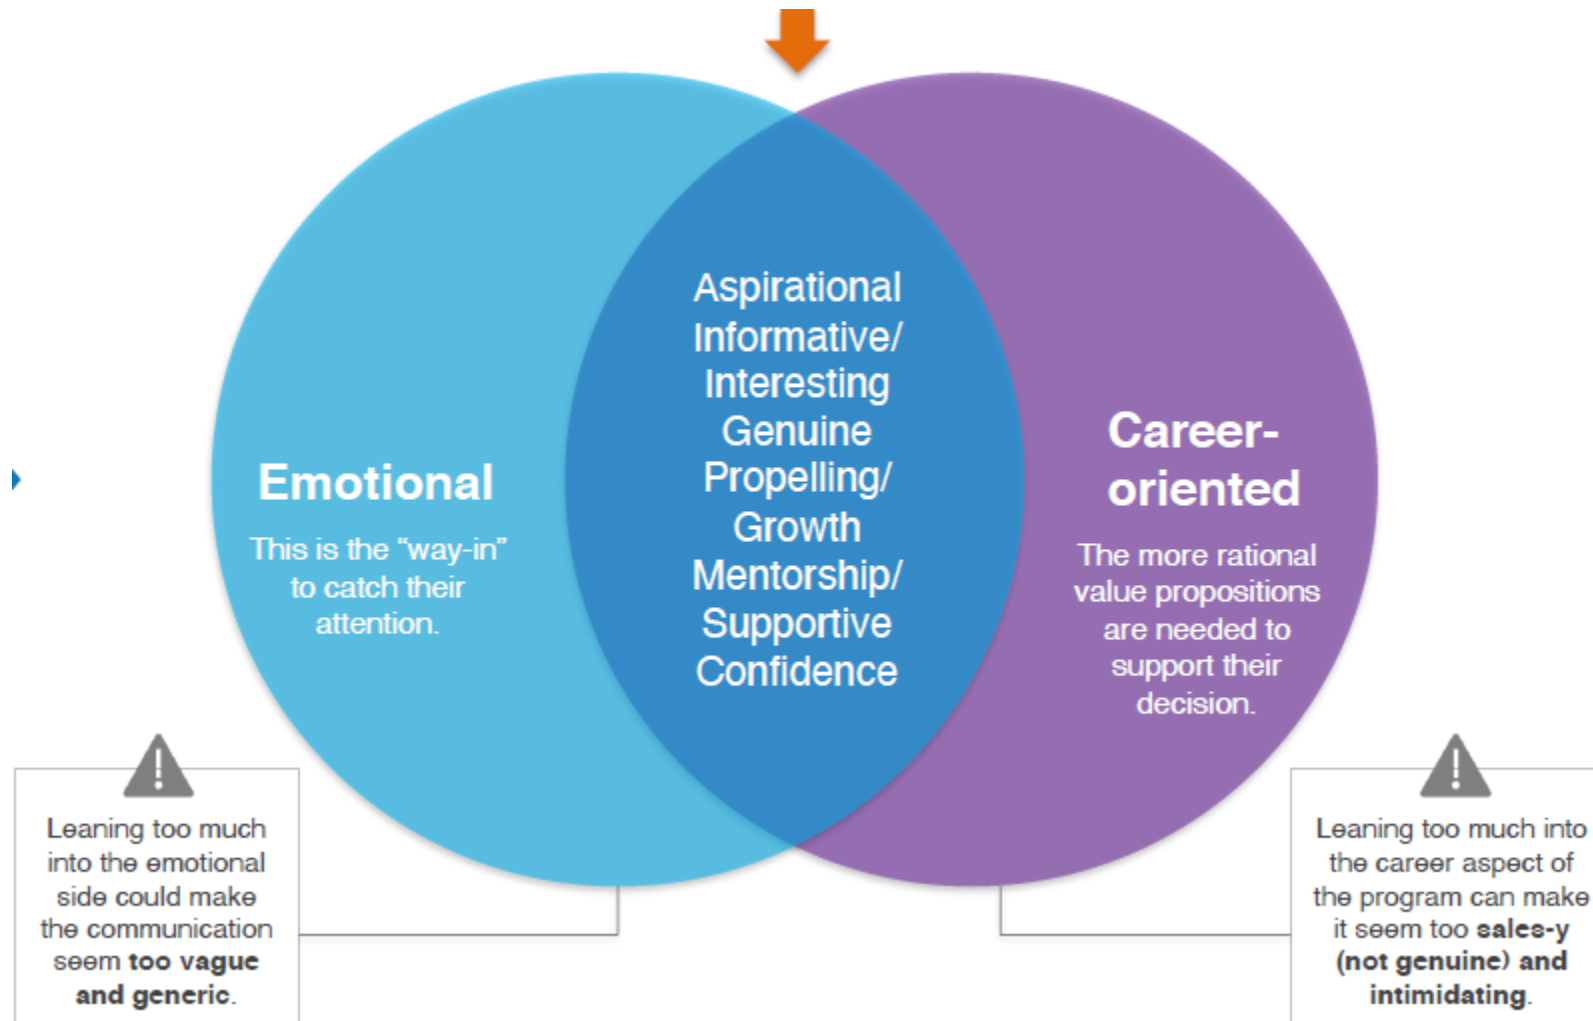 Aspirational
Informative/
Interesting
Genuine
Propelling/
Growth
Mentorship/
Supportive
Confidence
Emotional
This is the “way-in”
to catch their
attention.
Career-
oriented
The more rational
value propositions
are needed to
support their
decision.
Leaning too much
into the emotional
side could make
the communication
seem too vague
and generic.
Leaning too much into
the career aspect of
the program can make
it seem too sales-y
(not genuine) and
intimidating.